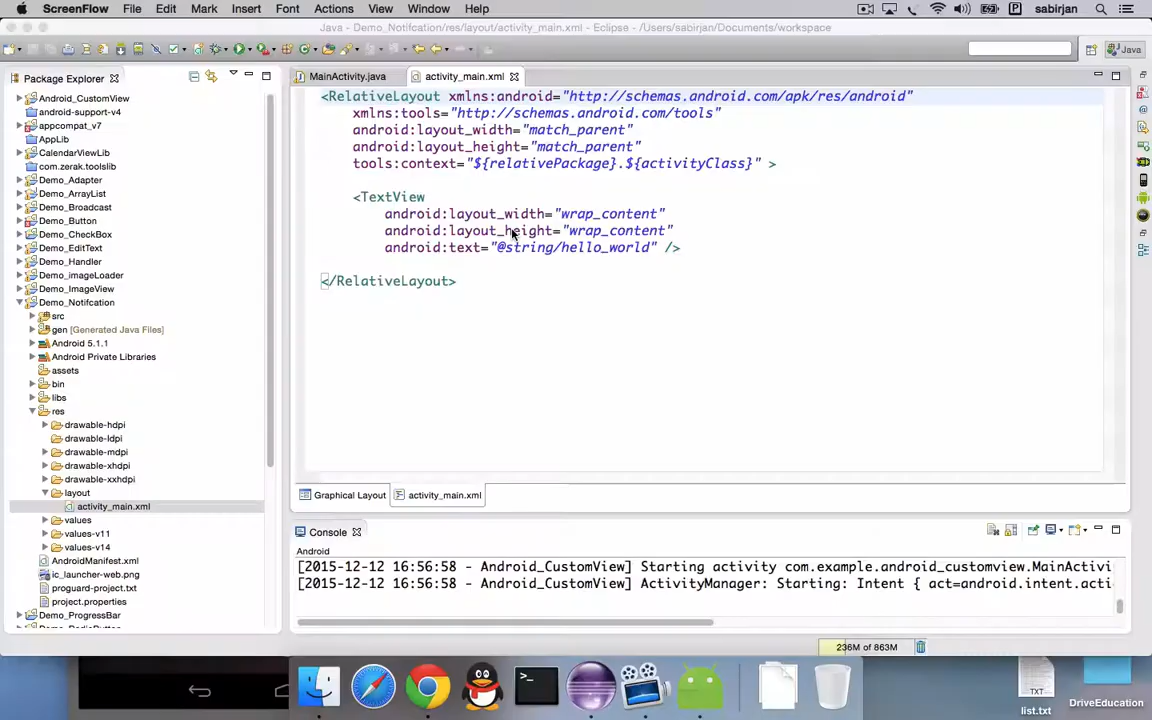 ScreenFlow File Edit Mark Insert Font Actions View Window Help sabirjan
Java - Demo_Notifcation/res/layout/activity_main.xml - Eclipse - /Users/sabirjan/Documents/workspace
Java
Package Explorer
Android_CustomView
android-support-v4
appcompat_v7
AppLib
CalendarViewLib
com.zerak.toolslib
Demo_Adapter
Demo_ArrayList
Demo_Broadcast
Demo_Button
Demo_CheckBox
Demo_EditText
Demo_Handler
Demo_imageLoader
Demo_ImageView
Demo_Notifcation
src
gen [Generated Java Files]
Android 5.1.1
Android Private Libraries
assets
bin
libs
res
drawable-hdpi
drawable-ldpi
drawable-mdpi
drawable-xhdpi
drawable-xxhdpi
layout
activity_main.xml
values
values-v11
values-v14
AndroidManifest.xml
ic_launcher-web.png
proguard-project.txt
project.properties
Demo_ProgressBar
MainActivity.java activity_main.xml
<RelativeLayout xmlns:android="http://schemas.android.com/apk/res/android"
xmlns:tools="http://schemas.android.com/tools"
android:layout_width="match_parent"
android:layout_height="match_parent"
tools:context="${relativePackage}.${activityClass}" >
<TextView
android:layout_width="wrap_content"
android:layout_height="wrap_content"
android:text="@string/hello_world" />
</RelativeLayout>
Graphical Layout activity_main.xml
Console
Android
[2015-12-12 16:56:58 - Android_CustomView] Starting activity com.example.android_customview.MainActivi
[2015-12-12 16:56:58 - Android_CustomView] ActivityManager: Starting: Intent { act=android.intent.acti
236M of 863M
TXT
list.txt
DriveEducation